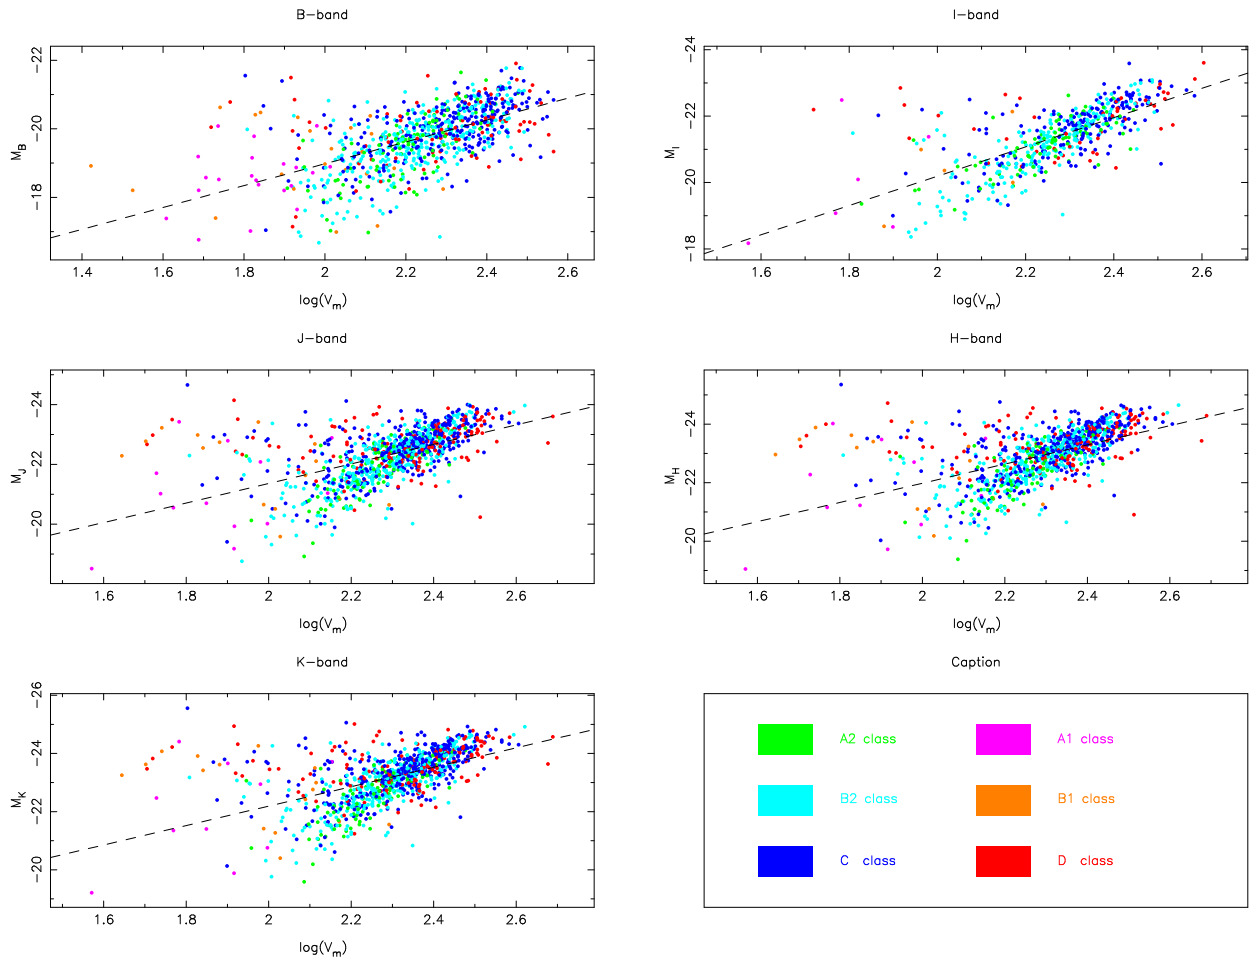 B-band
-22
-20
-18
M_B
1.4 1.6 1.8 2 2.2 2.4 2.6
log(V_m)
I-band
-24
-22
-20
-18
M_I
1.6 1.8 2 2.2 2.4 2.6
log(V_m)
J-band
-24
-22
-20
M_J
1.6 1.8 2 2.2 2.4 2.6
log(V_m)
H-band
-24
-22
-20
M_H
1.6 1.8 2 2.2 2.4 2.6
log(V_m)
K-band
-26
-24
-22
-20
M_K
1.6 1.8 2 2.2 2.4 2.6
log(V_m)
Caption
A2 class A1 class
B2 class B1 class
C class D class